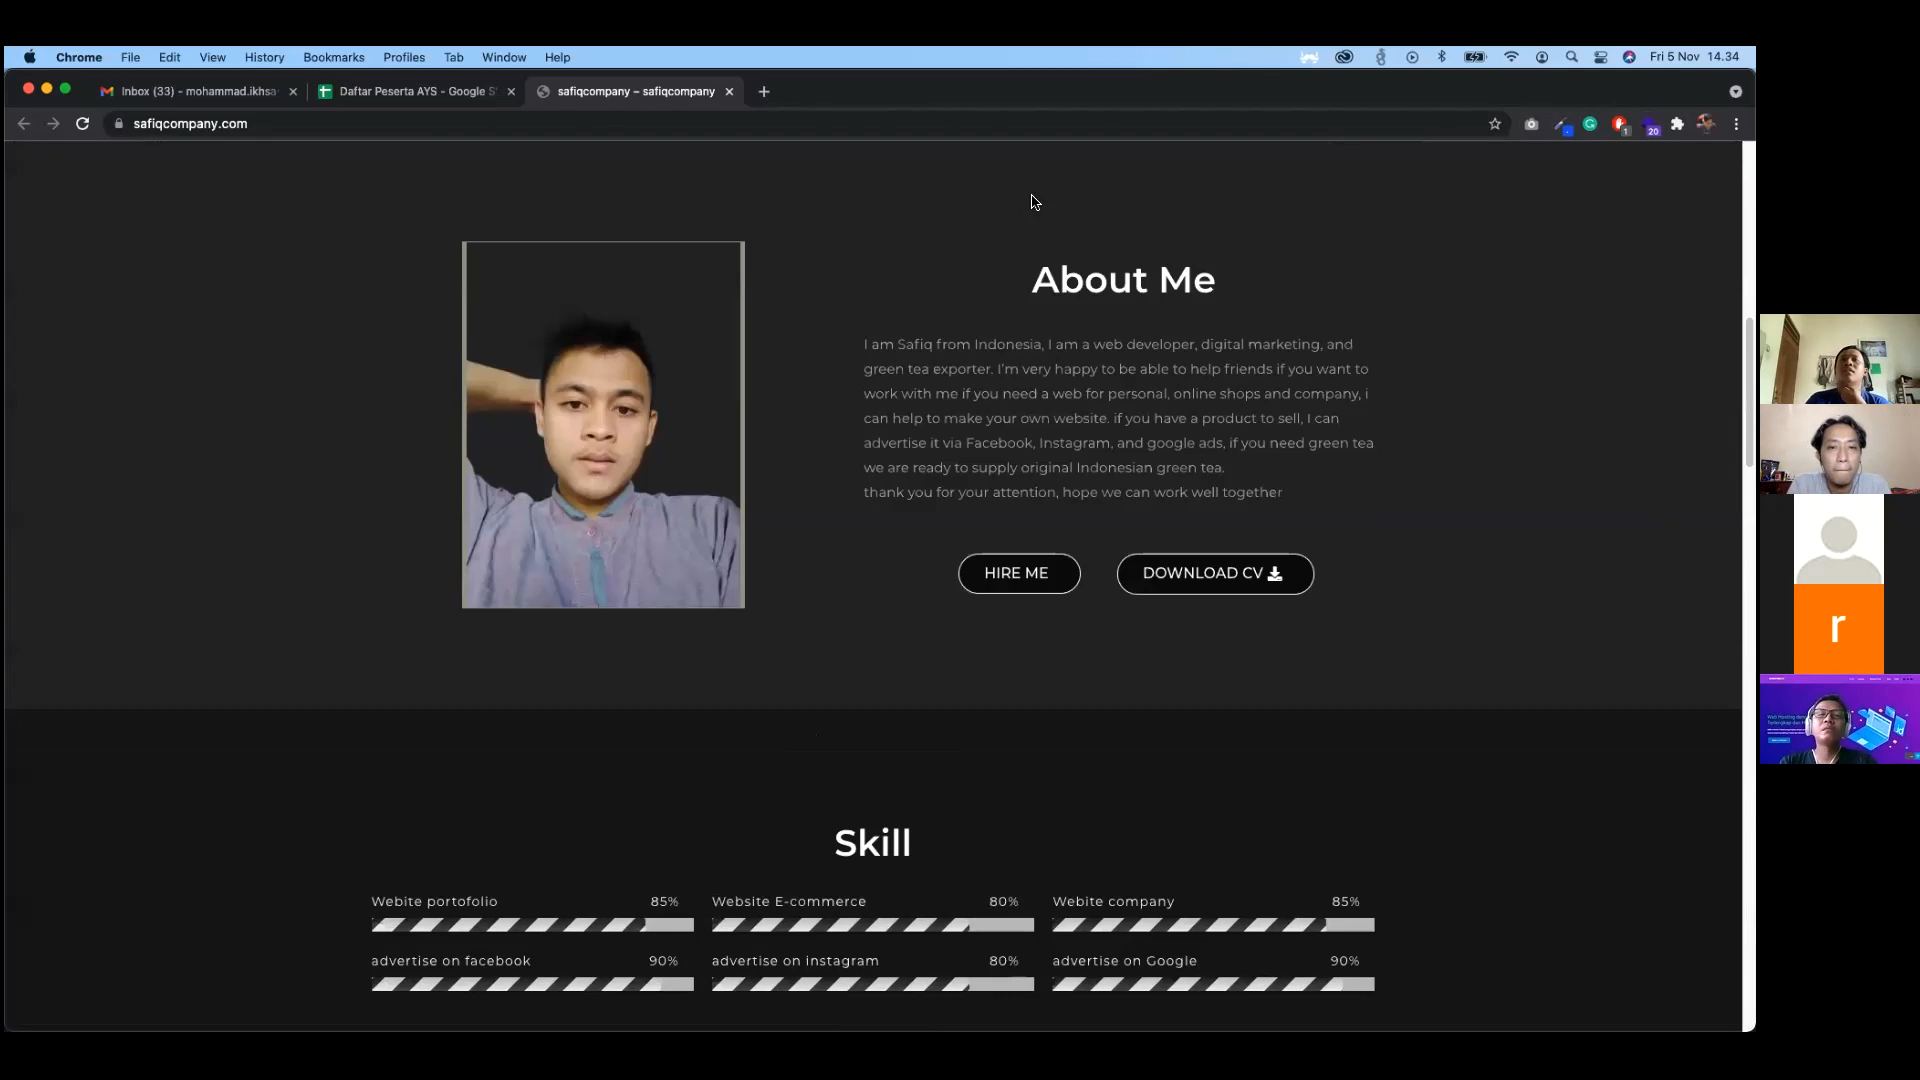 Chrome File Edit View History Bookmarks Profiles Tab Window Help Fri 5 Nov 14.34
Inbox (33) – mohammad.ikhsa
Daftar Peserta AYS - Google S
safiqcompany – safiqcompany
safiqcompany.com
1
20
About Me
I am Safiq from Indonesia, I am a web developer, digital marketing, and
green tea exporter. I'm very happy to be able to help friends if you want to
work with me if you need a web for personal, online shops and company, i
can help to make your own website. if you have a product to sell, I can
advertise it via Facebook, Instagram, and google ads, if you need green tea
we are ready to supply original Indonesian green tea.
thank you for your attention, hope we can work well together
HIRE ME
DOWNLOAD CV
r
Skill
Webite portofolio 85%
Website E-commerce 80%
Webite company 85%
advertise on facebook 90%
advertise on instagram 80%
advertise on Google 90%